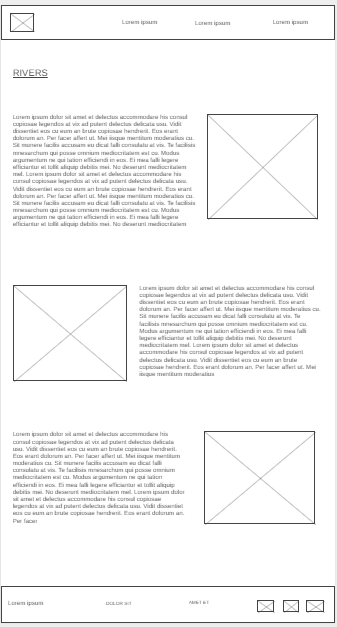 Lorem ipsum
Lorem ipsum
Lorem ipsum
RIVERS
Lorem ipsum dolor sit amet et delectus accommodare his consul
copiosae legendos at vix ad putent delectus delicata usu. Vidit
dissentiet eos cu eum an brute copiosae hendrerit. Eos erant
dolorum an. Per facer affert ut. Mei iisque mentitum moderatius cu.
Sit munere facilis accusam eu dicat falli consulatu at vix. Te facilisis
mnesarchum qui posse omnium mediocritatem est cu. Modus
argumentum ne qui tation efficiendi in eos. Ei mea falli legere
efficiantur et tollit aliquip debitis mei. No deserunt mediocritatem
mel. Lorem ipsum dolor sit amet et delectus accommodare his
consul copiosae legendos at vix ad putent delectus delicata usu.
Vidit dissentiet eos cu eum an brute copiosae hendrerit. Eos erant
dolorum an. Per facer affert ut. Mei iisque mentitum moderatius cu.
Sit munere facilis accusam eu dicat falli consulatu at vix. Te facilisis
mnesarchum qui posse omnium mediocritatem est cu. Modus
argumentum ne qui tation efficiendi in eos. Ei mea falli legere
efficiantur et tollit aliquip debitis mei. No deserunt mediocritatem
Lorem ipsum dolor sit amet et delectus accommodare his consul
copiosae legendos at vix ad putent delectus delicata usu. Vidit
dissentiet eos cu eum an brute copiosae hendrerit. Eos erant
dolorum an. Per facer affert ut. Mei iisque mentitum moderatius cu.
Sit munere facilis accusam eu dicat falli consulatu at vix. Te
facilisis mnesarchum qui posse omnium mediocritatem est cu.
Modus argumentum ne qui tation efficiendi in eos. Ei mea falli
legere efficiantur et tollit aliquip debitis mei. No deserunt
mediocritatem mel. Lorem ipsum dolor sit amet et delectus
accommodare his consul copiosae legendos at vix ad putent
delectus delicata usu. Vidit dissentiet eos cu eum an brute
copiosae hendrerit. Eos erant dolorum an. Per facer affert ut. Mei
iisque mentitum moderatius
Lorem ipsum dolor sit amet et delectus accommodare his
consul copiosae legendos at vix ad putent delectus delicata
usu. Vidit dissentiet eos cu eum an brute copiosae hendrerit.
Eos erant dolorum an. Per facer affert ut. Mei iisque mentitum
moderatius cu. Sit munere facilis accusam eu dicat falli
consulatu at vix. Te facilisis mnesarchum qui posse omnium
mediocritatem est cu. Modus argumentum ne qui tation
efficiendi in eos. Ei mea falli legere efficiantur et tollit aliquip
debitis mei. No deserunt mediocritatem mel. Lorem ipsum dolor
sit amet et delectus accommodare his consul copiosae
legendos at vix ad putent delectus delicata usu. Vidit dissentiet
eos cu eum an brute copiosae hendrerit. Eos erant dolorum an.
Per facer
Lorem ipsum
DOLOR SIT
AMET ET